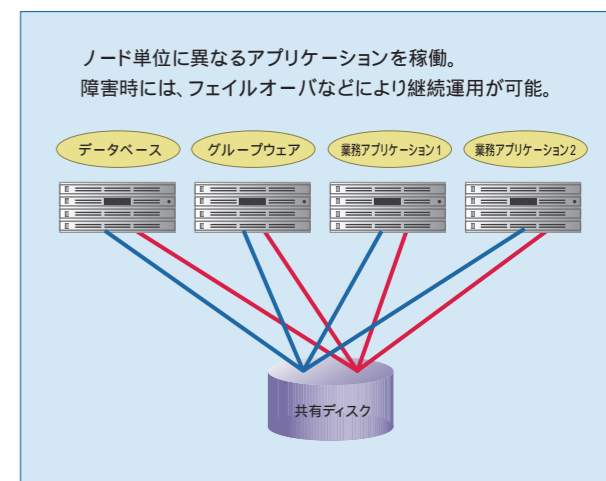 ノード単位に異なるアプリケーションを稼働。
障害時には、フェイルオーバなどにより継続運用が可能。
データベース
グループウェア
業務アプリケーション1
業務アプリケーション2
共有ディスク